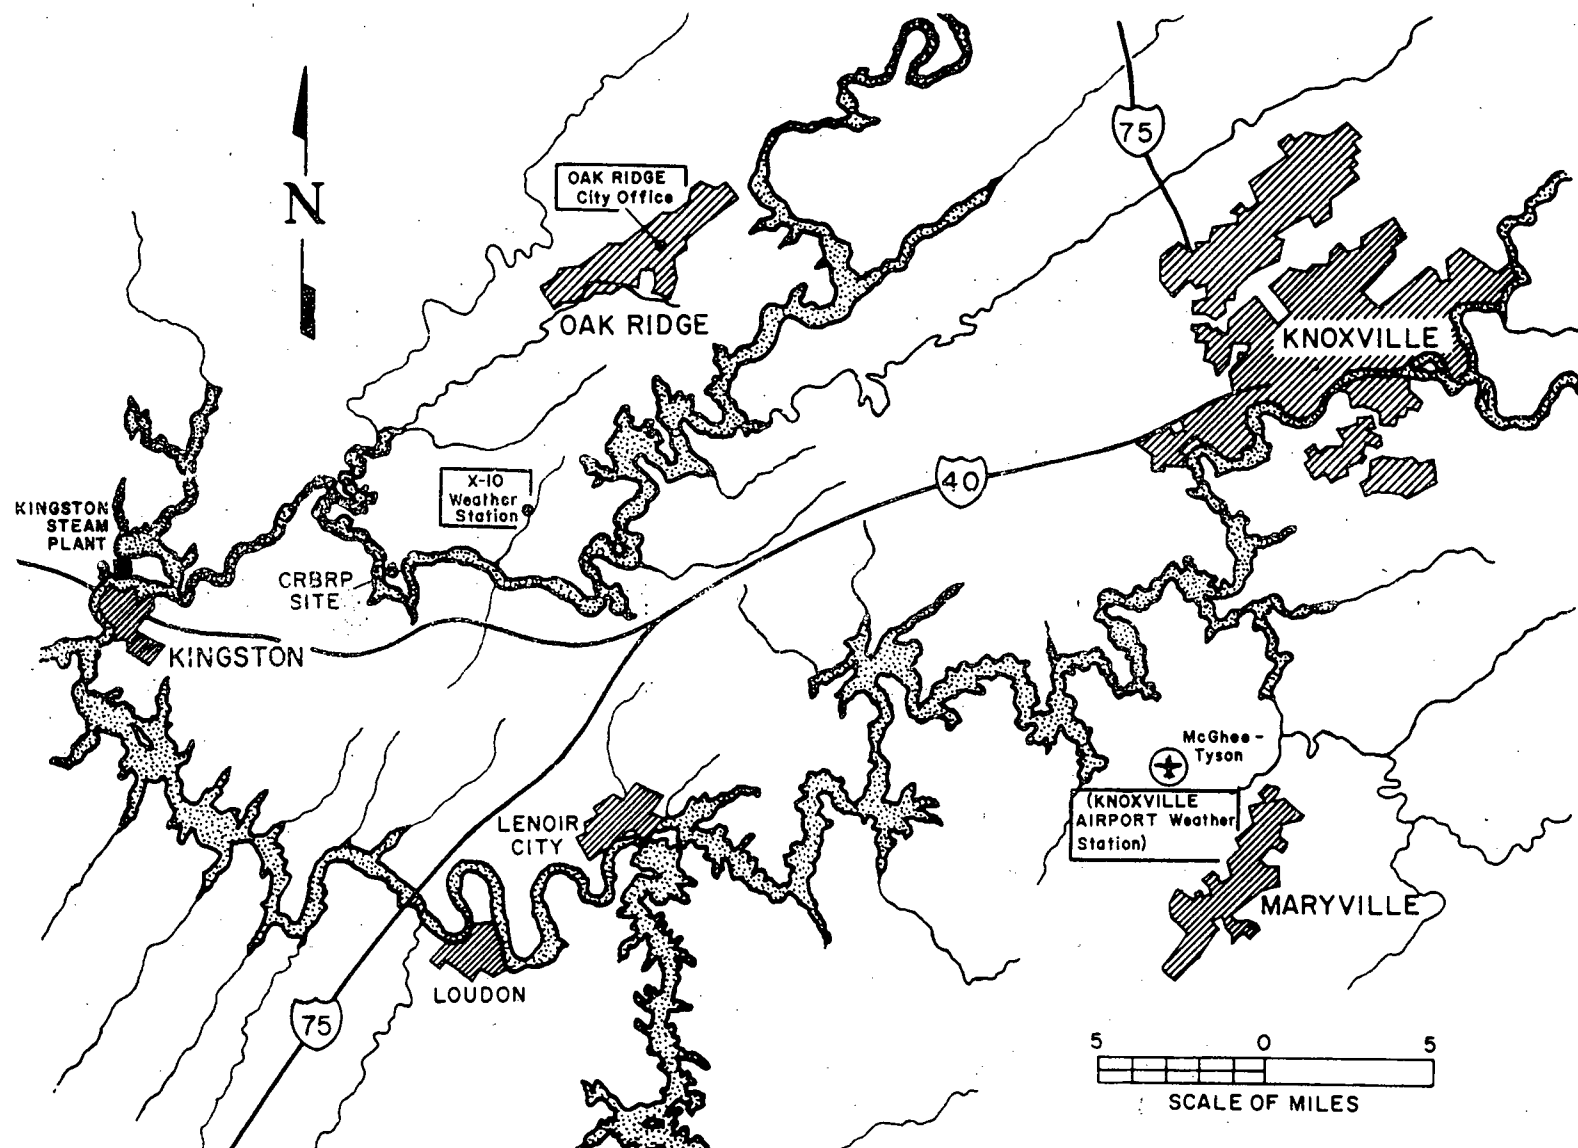 75
OAK RIDGE
City Office
N
OAK RIDGE
KNOXVILLE
X-10
Weather
Station
40
KINGSTON
STEAM
PLANT
CRBRP
SITE
KINGSTON
McGhee-
Tyson
(KNOXVILLE
AIRPORT Weather
Station)
LENOIR
CITY
MARYVILLE
LOUDON
75
5 0 5
SCALE OF MILES